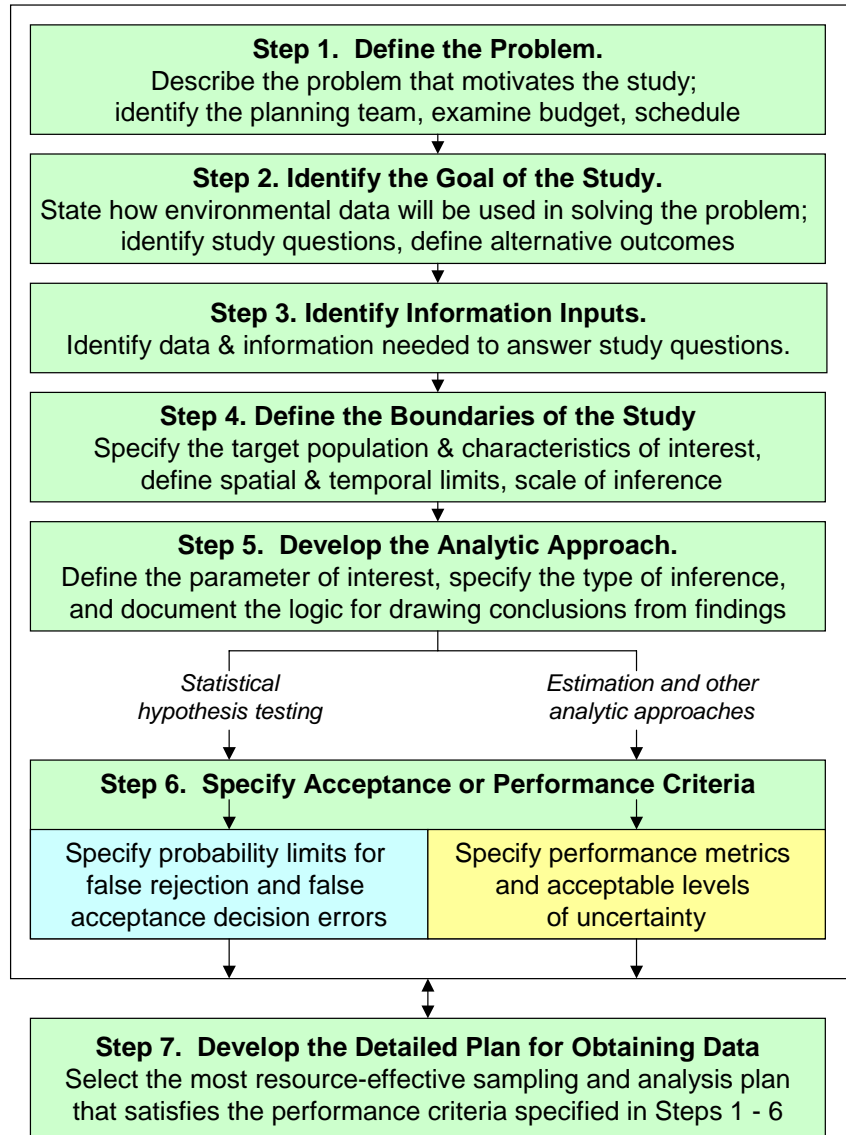 Step 1.  Define the Problem.
Describe the problem that motivates the study;
identify the planning team, examine budget, schedule
Step 2. Identify the Goal of the Study.
State how environmental data will be used in solving the problem;
identify study questions, define alternative outcomes
Step 3. Identify Information Inputs.
Identify data & information needed to answer study questions.
Step 4. Define the Boundaries of the Study
Specify the target population & characteristics of interest,
define spatial & temporal limits, scale of inference
Step 5.  Develop the Analytic Approach.
Define the parameter of interest, specify the type of inference,
and document the logic for drawing conclusions from findings
Statistical
hypothesis testing
Estimation and other
analytic approaches
Step 6.  Specify Acceptance or Performance Criteria
Specify probability limits for
false rejection and false
acceptance decision errors
Specify performance metrics
and acceptable levels
of uncertainty
Step 7.  Develop the Detailed Plan for Obtaining Data
Select the most resource-effective sampling and analysis plan
that satisfies the performance criteria specified in Steps 1 - 6